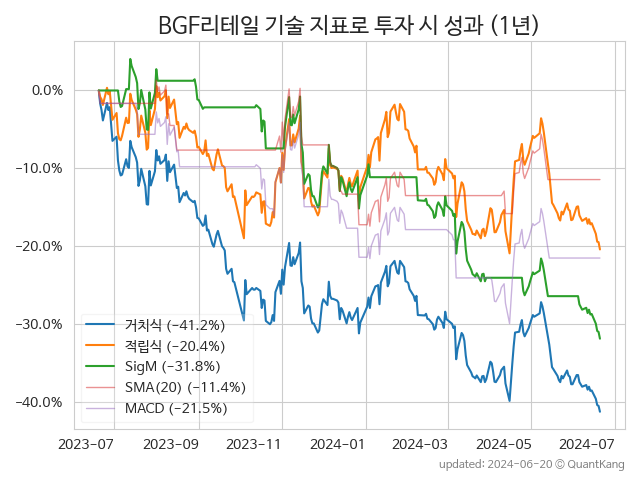 BGF리테일 기술 지표로 투자 시 성과 (1년)
0.0%
−10.0%
−20.0%
−30.0%
−40.0%
거치식 (−41.2%)
적립식 (−20.4%)
SigM (−31.8%)
SMA(20) (−11.4%)
MACD (−21.5%)
2023-07 2023-09 2023-11 2024-01 2024-03 2024-05 2024-07
updated: 2024-06-20 © QuantKang